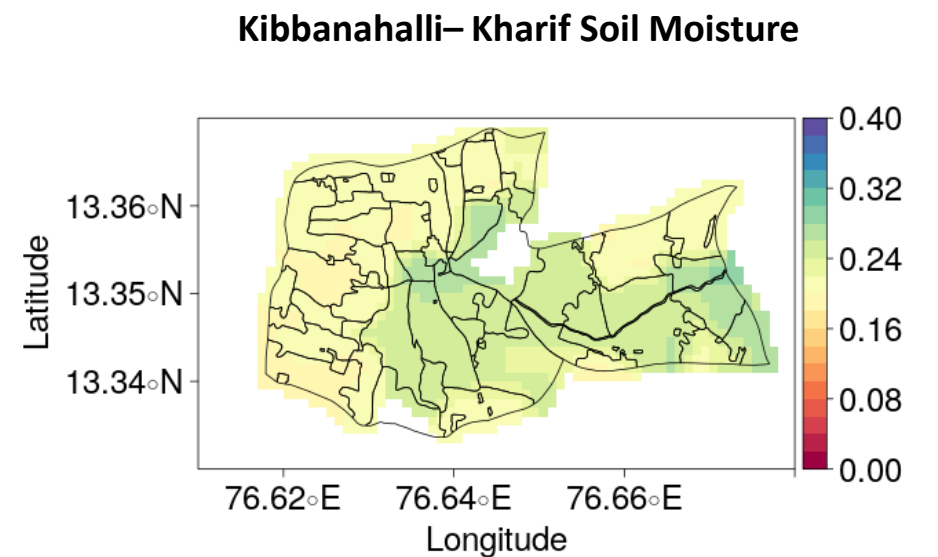 Kibbanahalli– Kharif Soil Moisture
0.40
0.32
0.24
0.16
0.08
0.00
Latitude
13.36◦N
13.35◦N
13.34◦N
76.62◦E
76.64◦E
76.66◦E
Longitude